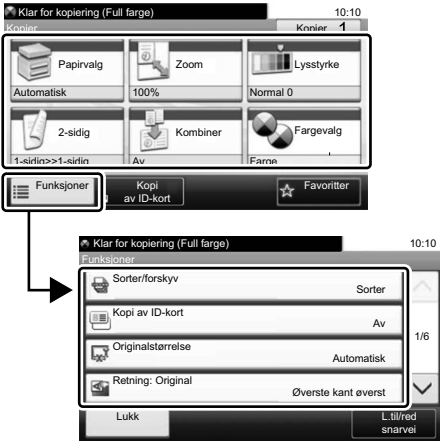 Klar for kopiering (Full farge) 10:10
Kopier Kopier 1
Papirvalg Zoom Lysstyrke
Automatisk 100% Normal 0
2-sidig Kombiner Fargevalg
1-sidig>>1-sidig Av Farge
Funksjoner Kopi Favoritter
av ID-kort
Klar for kopiering (Full farge) 10:10
Funksjoner
Sorter/forskyv
Sorter
Kopi av ID-kort
Av
1/6
Originalstørrelse
Automatisk
Retning: Original
Øverste kant øverst
Lukk L.til/red
snarvei